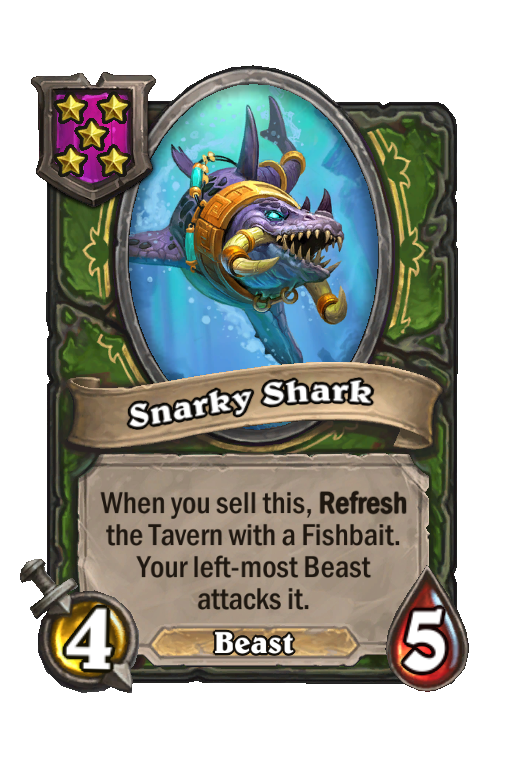 Snarky Shark
When you sell this, Refresh
the Tavern with a Fishbait.
Your left-most Beast
attacks it.
4
Beast
5